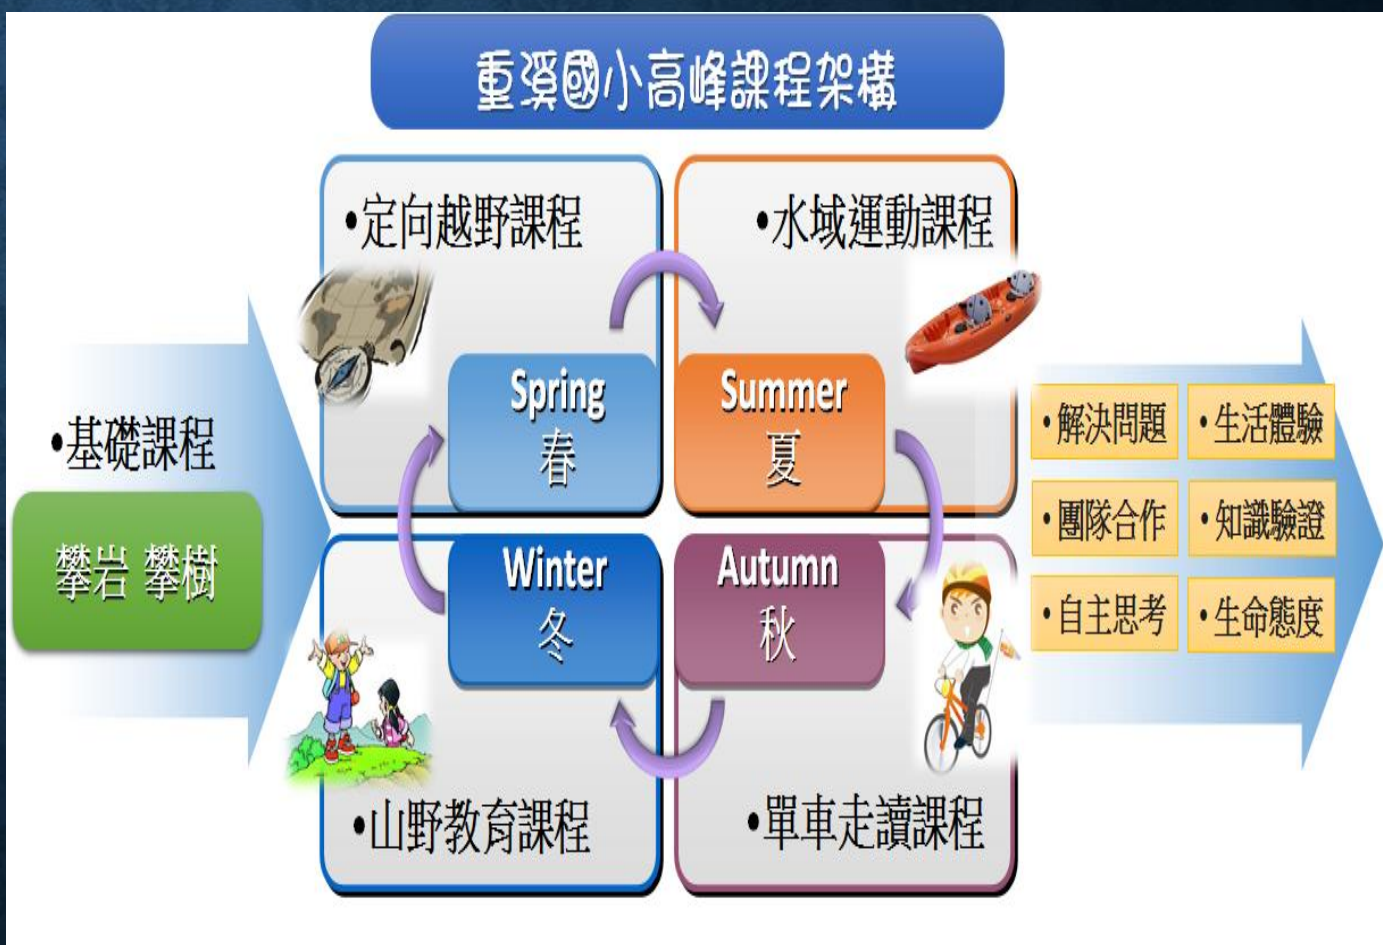 重溪國小高峰課程架構
•基礎課程
攀岩 攀樹
•定向越野課程
Spring
春
•水域運動課程
Summer
夏
Autumn
秋
•單車走讀課程
Winter
冬
•山野教育課程
•解決問題
•生活體驗
•團隊合作
•知識驗證
•自主思考
•生命態度